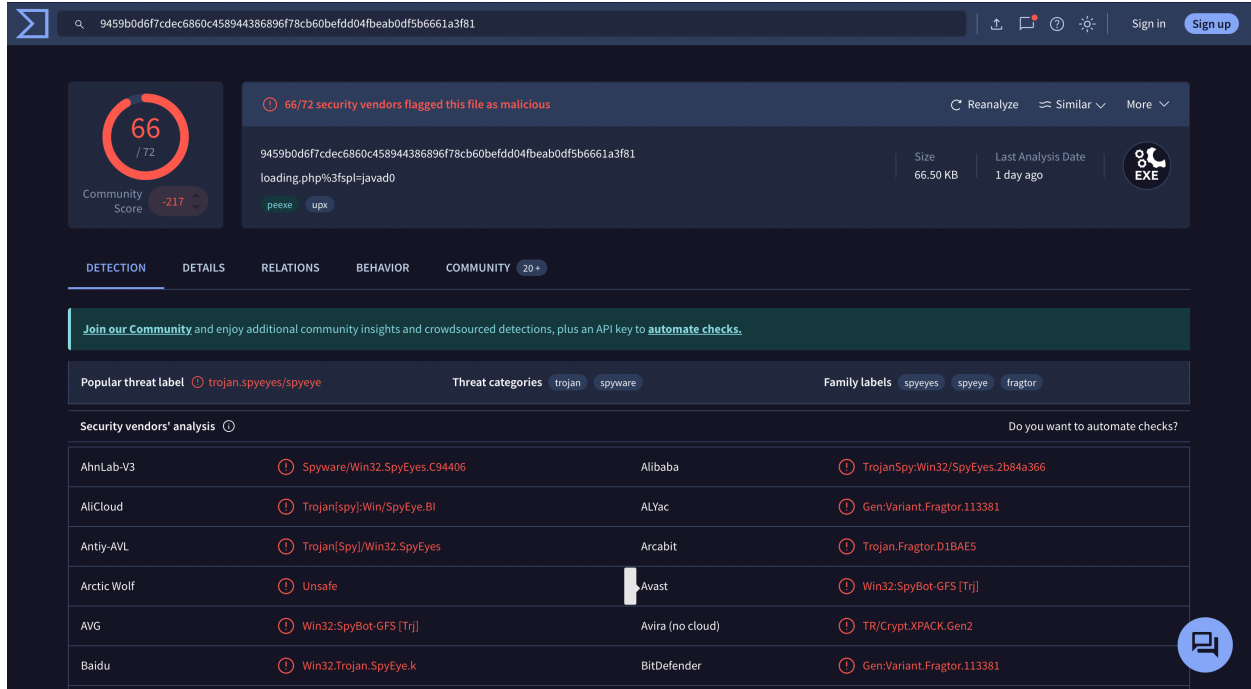 9459b0d6f7cdec6860c458944386896f78cb60befdd04fbeab0df5b6661a3f81
Sign in
Sign up
66
/ 72
Community Score
-217
66/72 security vendors flagged this file as malicious
Reanalyze
Similar
More
9459b0d6f7cdec6860c458944386896f78cb60befdd04fbeab0df5b6661a3f81
loading.php%3fspl=javad0
peexe
upx
Size
66.50 KB
Last Analysis Date
1 day ago
EXE
DETECTION
DETAILS
RELATIONS
BEHAVIOR
COMMUNITY 20+
Join our Community and enjoy additional community insights and crowdsourced detections, plus an API key to automate checks.
Popular threat label trojan.spyeyes/spyeye
Threat categories trojan spyware
Family labels spyeyes spyeye fragtor
Security vendors' analysis
Do you want to automate checks?
AhnLab-V3 Spyware/Win32.SpyEyes.C94406 Alibaba TrojanSpy:Win32/SpyEyes.2b84a366
AliCloud Trojan[spy]:Win/SpyEye.BI ALYac Gen:Variant.Fragtor.113381
Antiy-AVL Trojan[Spy]/Win32.SpyEyes Arcabit Trojan.Fragtor.D1BAE5
Arctic Wolf Unsafe Avast Win32:SpyBot-GFS [Trj]
AVG Win32:SpyBot-GFS [Trj] Avira (no cloud) TR/Crypt.XPACK.Gen2
Baidu Win32.Trojan.SpyEye.k BitDefender Gen:Variant.Fragtor.113381